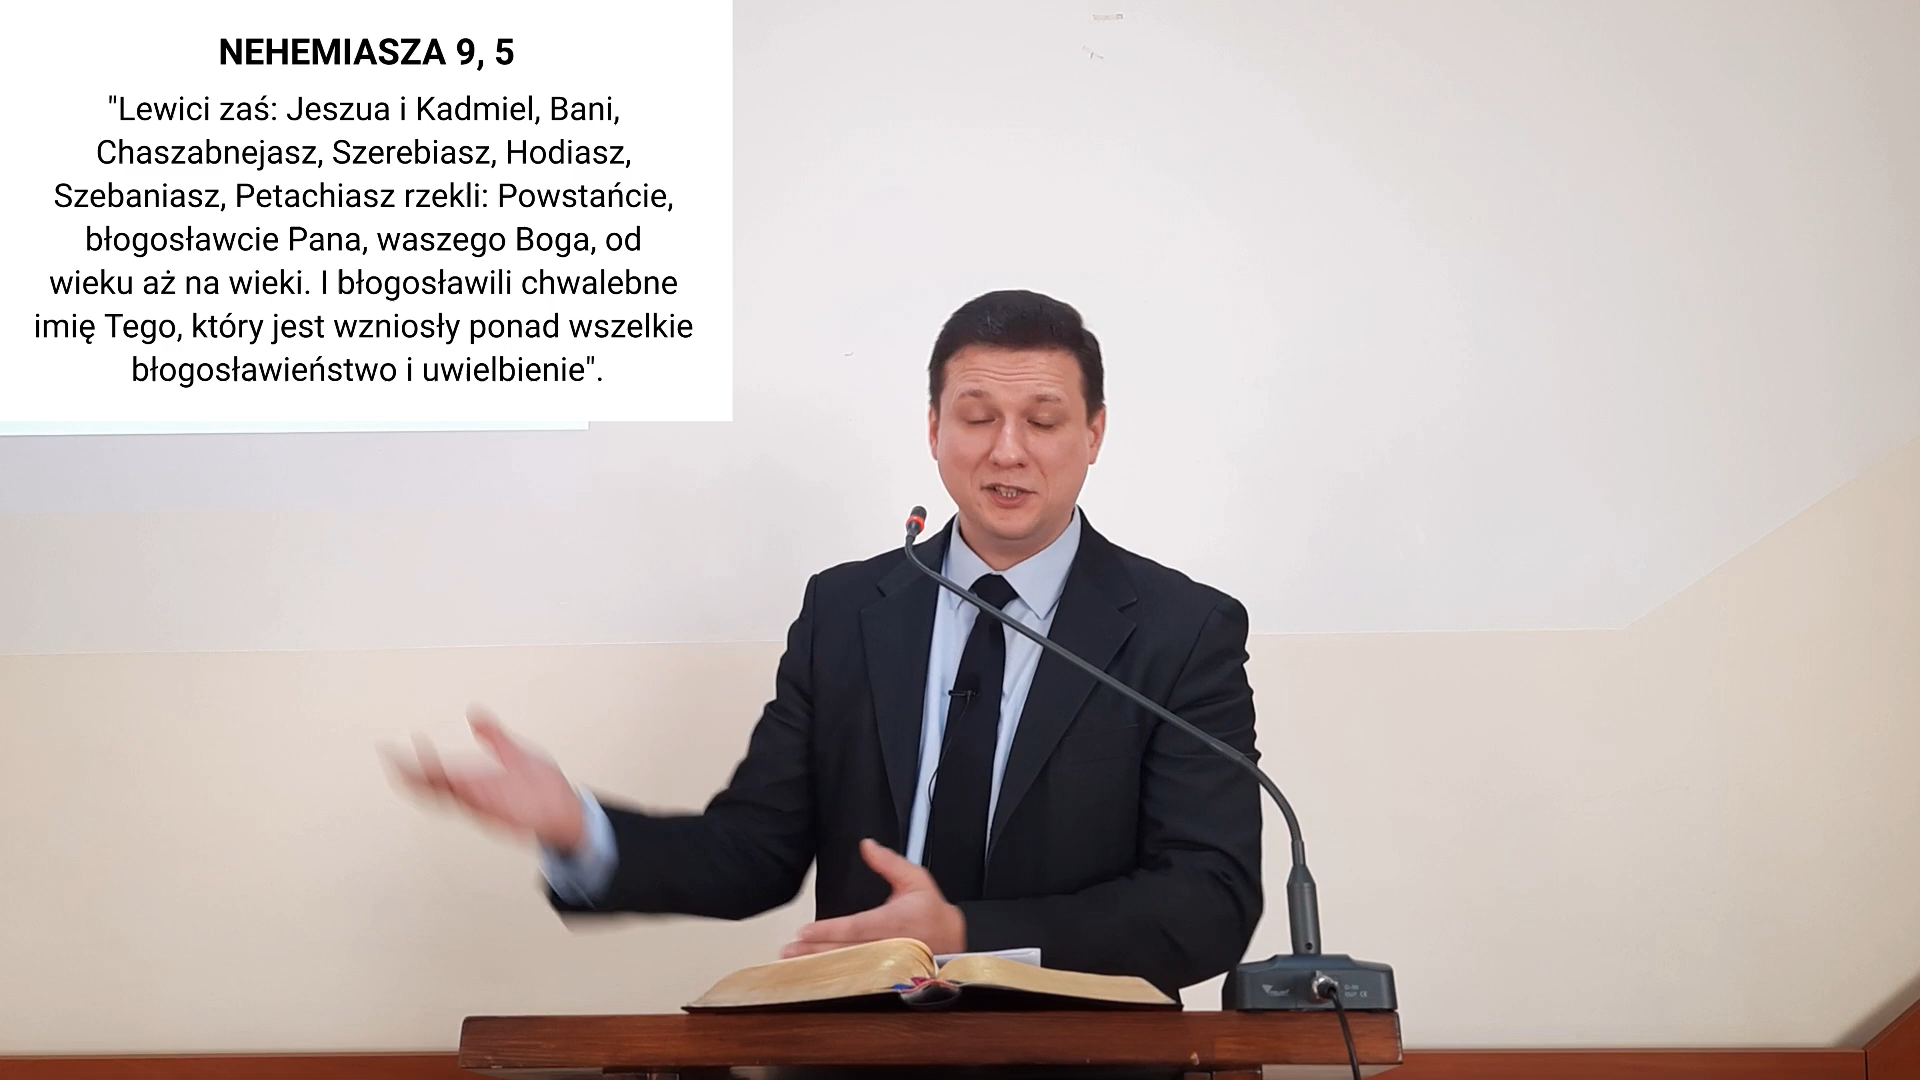 NEHEMIASZA 9, 5
"Lewici zaś: Jeszua i Kadmiel, Bani,
Chaszabnejasz, Szerebiasz, Hodiasz,
Szebaniasz, Petachiasz rzekli: Powstańcie,
błogosławcie Pana, waszego Boga, od
wieku aż na wieki. I błogosławili chwalebne
imię Tego, który jest wzniosły ponad wszelkie
błogosławieństwo i uwielbienie".